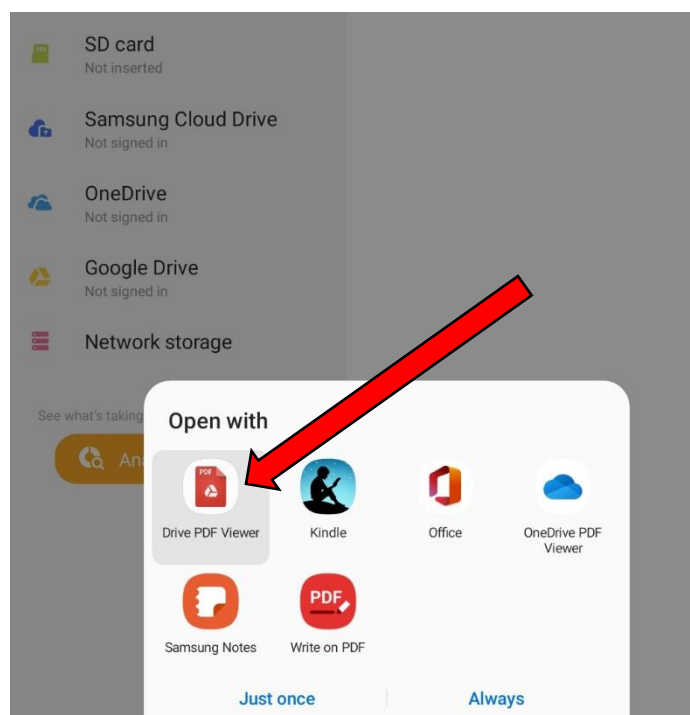 SD card
Not inserted
Samsung Cloud Drive
Not signed in
OneDrive
Not signed in
Google Drive
Not signed in
Network storage
See what's taking
An
Open with
PDF
Drive PDF Viewer
Kindle
Office
OneDrive PDF
Viewer
Samsung Notes
PDF
Write on PDF
Just once
Always